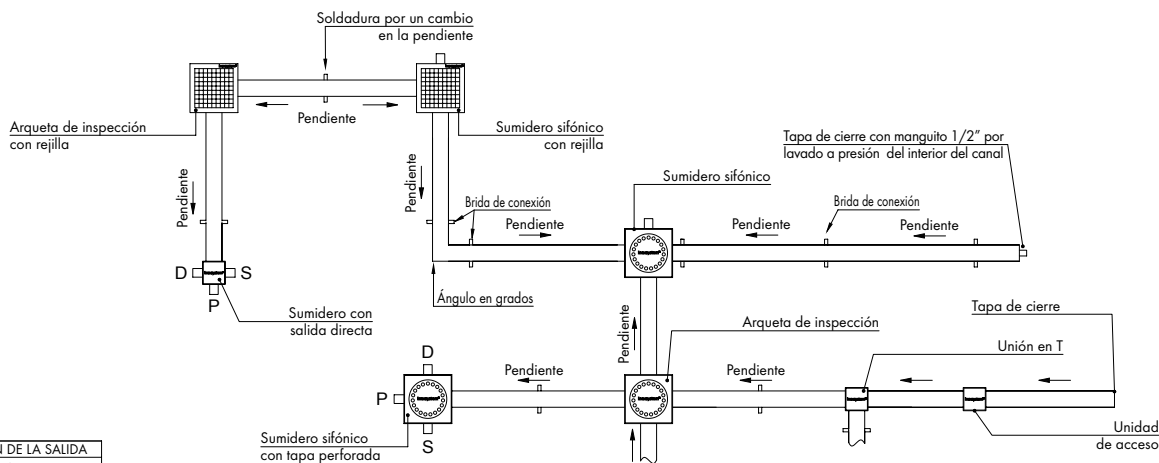 Soldadura por un cambio
en la pendiente
Pendiente
Arqueta de inspección
con rejilla
Sumidero sifónico
con rejilla
Tapa de cierre con manguito 1/2" por
lavado a presión del interior del canal
Sumidero sifónico
Pendiente
Pendiente
Brida de conexión
Pendiente
Brida de conexión
Pendiente
Pendiente
D
S
P
Ángulo en grados
Sumidero con
salida directa
Pendiente
Arqueta de inspección
Tapa de cierre
Unión en T
D
P
S
Pendiente
Pendiente
Sumidero sifónico
con tapa perforada
Unidad
de acceso
N DE LA SALIDA